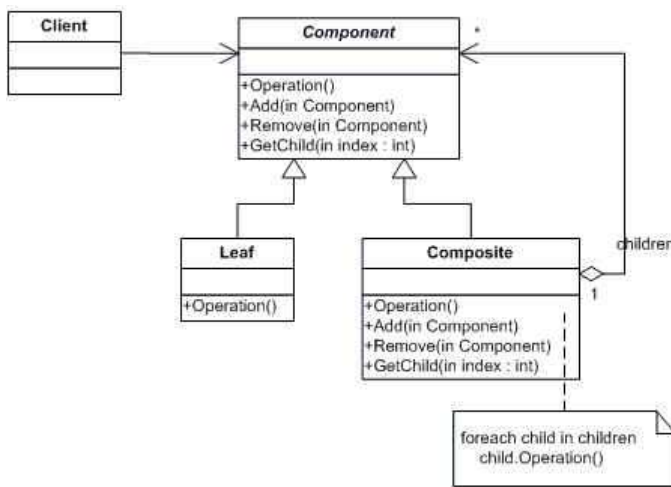 Client
Component
*
+Operation()
+Add(in Component)
+Remove(in Component)
+GetChild(in index : int)
children
Leaf
+Operation()
Composite
1
+Operation()
+Add(in Component)
+Remove(in Component)
+GetChild(in index : int)
foreach child in children
child.Operation()